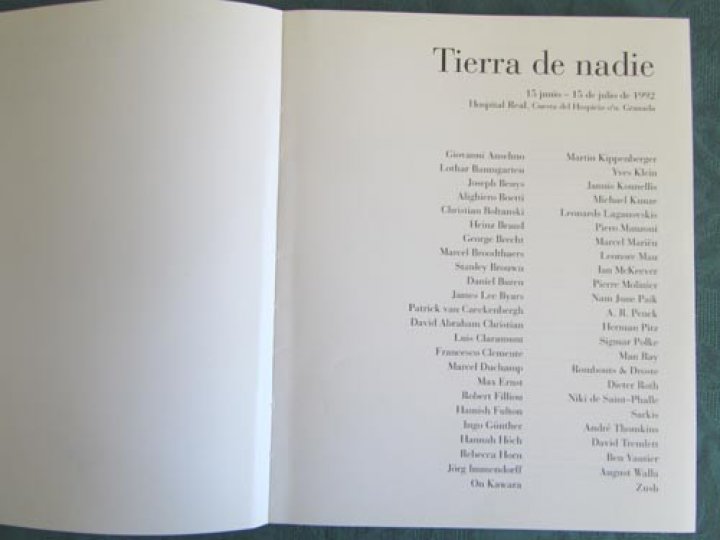 Tierra de nadie
15 junio – 15 de julio de 1992
Hospital Real. Cuesta del Hospicio s/n. Granada
Giovanni Anselmo
Lothar Baumgarten
Joseph Beuys
Alighiero Boetti
Christian Boltanski
Heinz Brand
George Brecht
Marcel Broodthaers
Stanley Brouwn
Daniel Buren
James Lee Byars
Patrick van Caeckenbergh
David Abraham Christian
Luis Claramunt
Francesco Clemente
Marcel Duchamp
Max Ernst
Robert Filliou
Hamish Fulton
Ingo Günther
Hannah Höch
Rebecca Horn
Jörg Immendorff
On Kawara
Martin Kippenberger
Yves Klein
Jannis Kounellis
Michael Kunze
Leonards Laganovskis
Piero Manzoni
Marcel Mariën
Leonore Mau
Ian McKeever
Pierre Molinier
Nam June Paik
A. R. Penck
Herman Pitz
Sigmar Polke
Man Ray
Rombouts & Droste
Dieter Roth
Niki de Saint-Phalle
Sarkis
André Thomkins
David Tremlett
Ben Vautier
August Walla
Zush